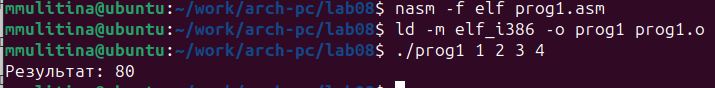 mmulitina@ubuntu:~/work/arch-pc/lab08$ nasm -f elf prog1.asm
mmulitina@ubuntu:~/work/arch-pc/lab08$ ld -m elf_i386 -o prog1 prog1.o
mmulitina@ubuntu:~/work/arch-pc/lab08$ ./prog1 1 2 3 4
Результат: 80